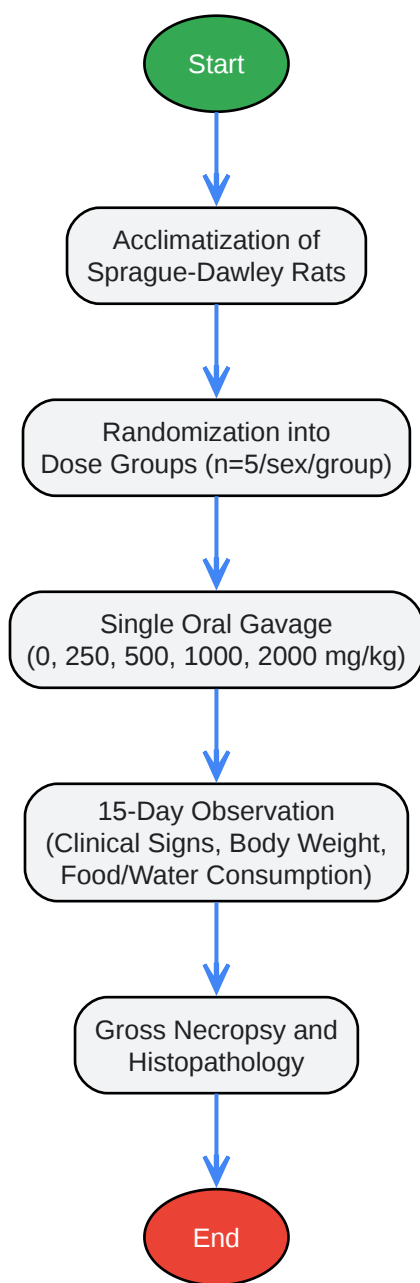 Start
Acclimatization of
Sprague-Dawley Rats
Randomization into
Dose Groups (n=5/sex/group)
Single Oral Gavage
(0, 250, 500, 1000, 2000 mg/kg)
15-Day Observation
(Clinical Signs, Body Weight,
Food/Water Consumption)
Gross Necropsy and
Histopathology
End